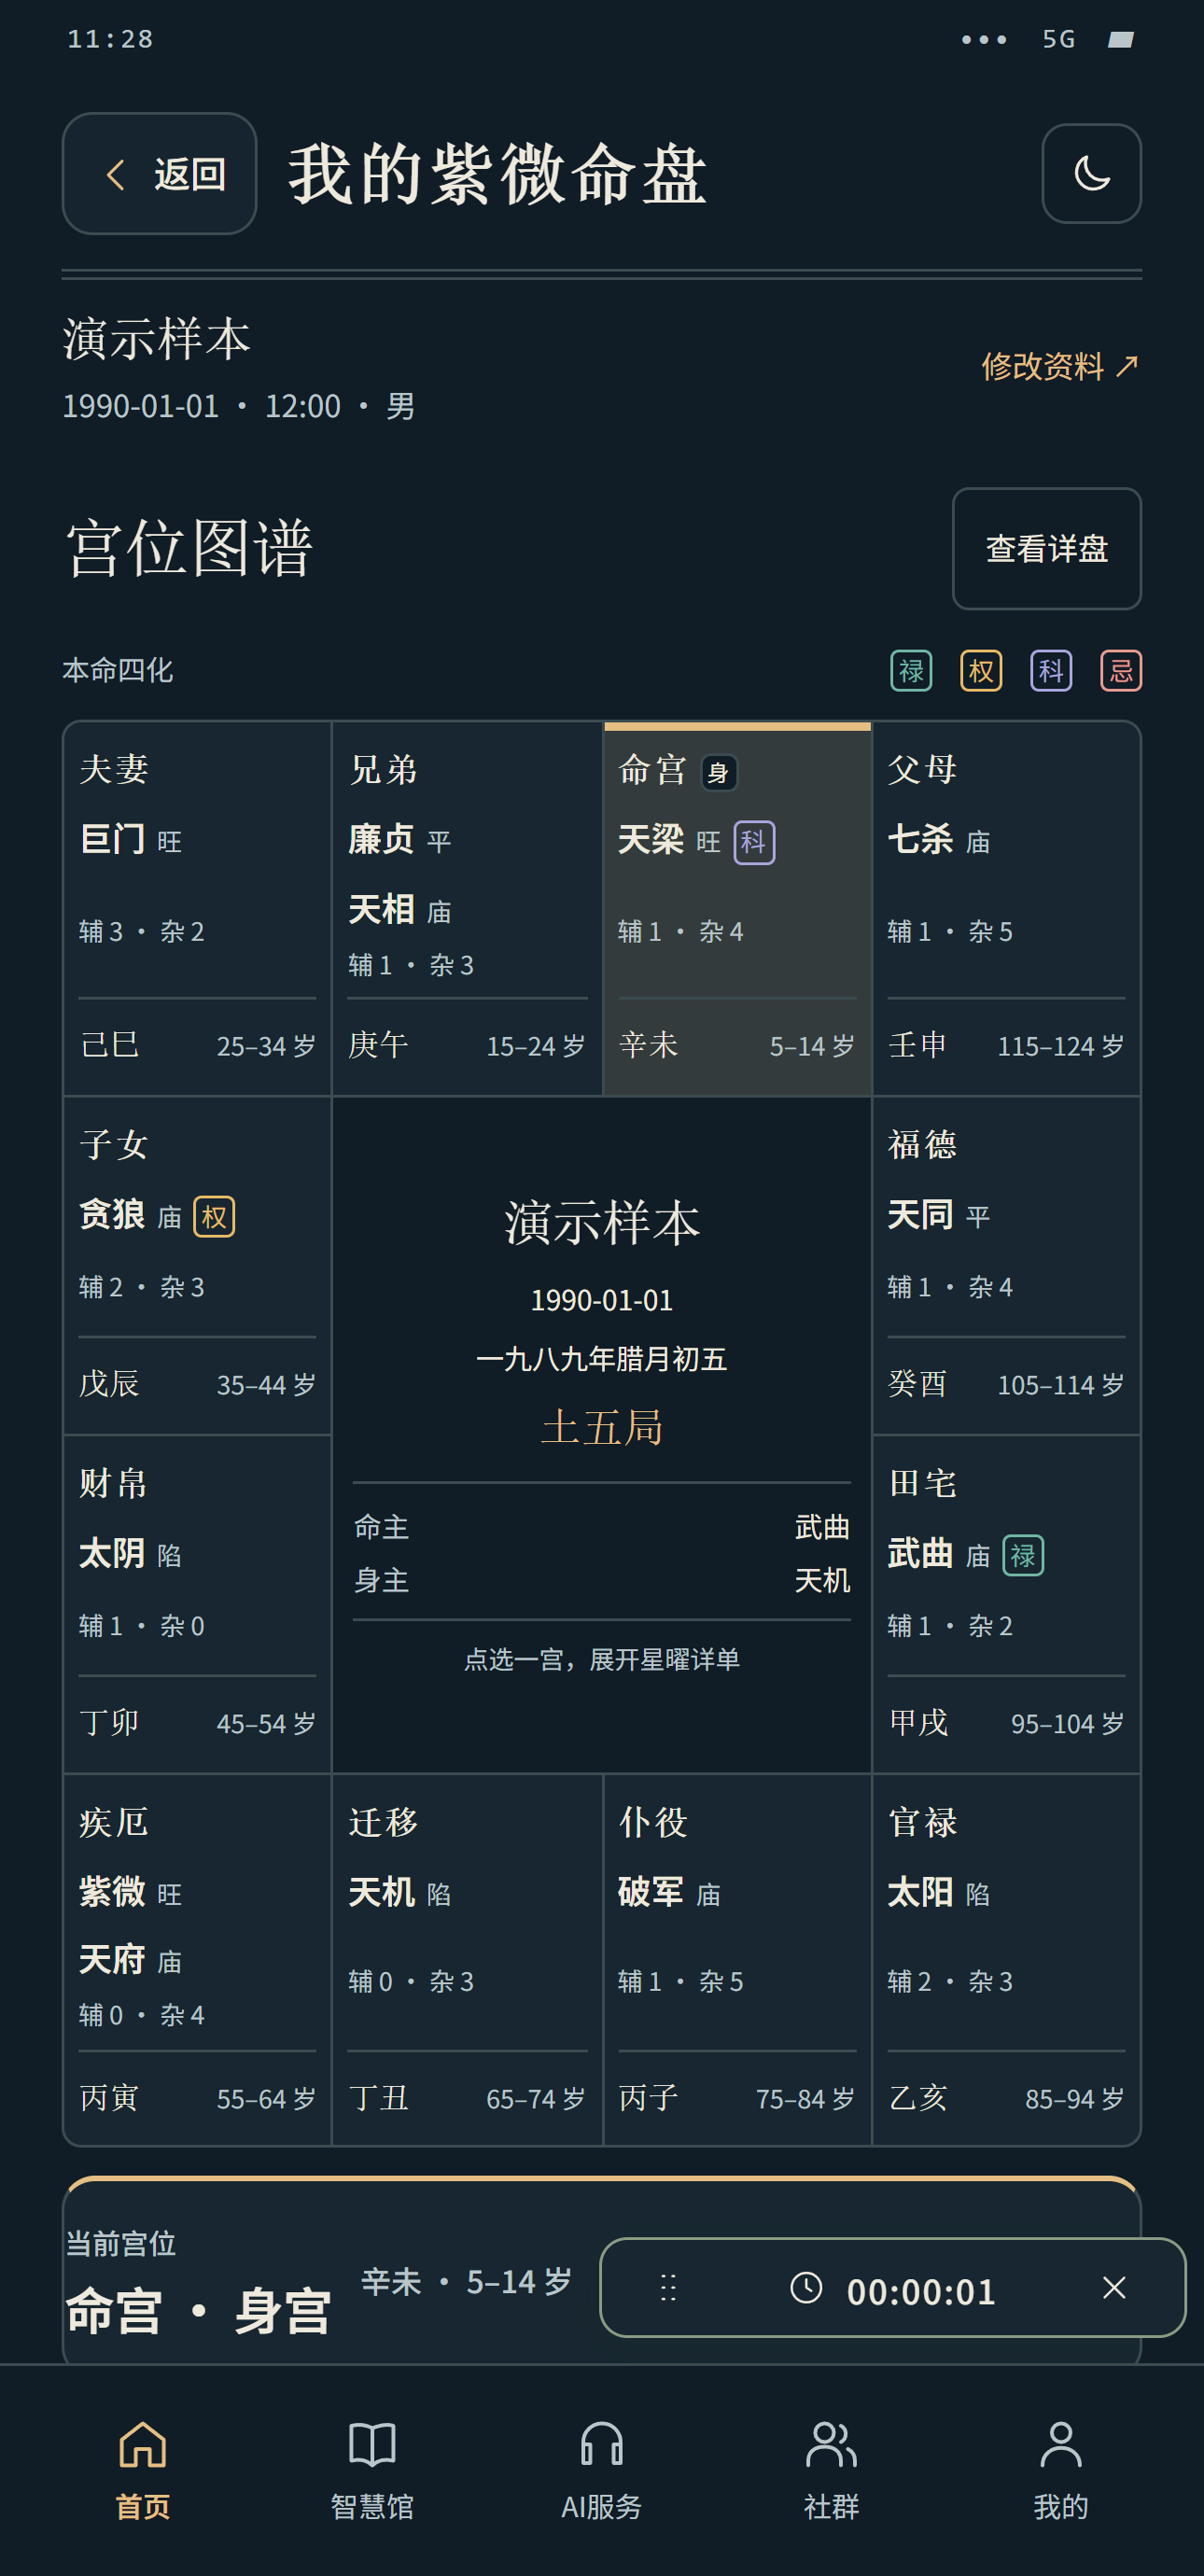 11:28
••• 5G
返回
我的紫微命盘
演示样本
1990-01-01 · 12:00 · 男
修改资料 ↗
宫位图谱
查看详盘
本命四化
禄 权 科 忌
夫妻
巨门 旺
辅 3 · 杂 2
己巳 25–34 岁
兄弟
廉贞 平
天相 庙
辅 1 · 杂 3
庚午 15–24 岁
命宫 身
天梁 旺 科
辅 1 · 杂 4
辛未 5–14 岁
父母
七杀 庙
辅 1 · 杂 5
壬申 115–124 岁
子女
贪狼 庙 权
辅 2 · 杂 3
戊辰 35–44 岁
演示样本
1990-01-01
一九八九年腊月初五
土五局
命主 武曲
身主 天机
点选一宫，展开星曜详单
福德
天同 平
辅 1 · 杂 4
癸酉 105–114 岁
财帛
太阴 陷
辅 1 · 杂 0
丁卯 45–54 岁
田宅
武曲 庙 禄
辅 1 · 杂 2
甲戌 95–104 岁
疾厄
紫微 旺
天府 庙
辅 0 · 杂 4
丙寅 55–64 岁
迁移
天机 陷
辅 0 · 杂 3
丁丑 65–74 岁
仆役
破军 庙
辅 1 · 杂 5
丙子 75–84 岁
官禄
太阳 陷
辅 2 · 杂 3
乙亥 85–94 岁
当前宫位
命宫 · 身宫
辛未 · 5–14 岁
00:00:01
首页
智慧馆
AI服务
社群
我的